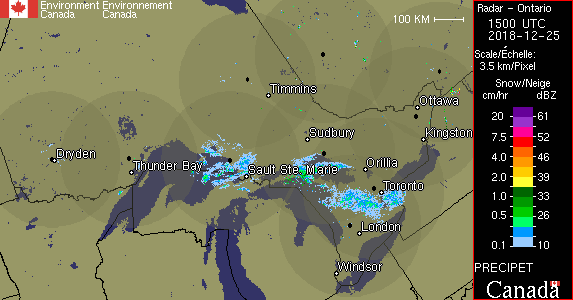 Environment Environnement
Canada Canada
100 KM
Timmins
Ottawa
Sudbury
Kingston
Dryden
Thunder Bay
Sault Ste. Marie
Orillia
Toronto
London
Windsor
Radar - Ontario
1500 UTC
2018-12-25
Scale/Échelle:
3.5 km/Pixel
Snow/Neige
cm/hr dBZ
20 61
7.5 52
4.0 46
2.0 39
1.0 33
0.5 26
0.1 10
PRECIPET
Canada